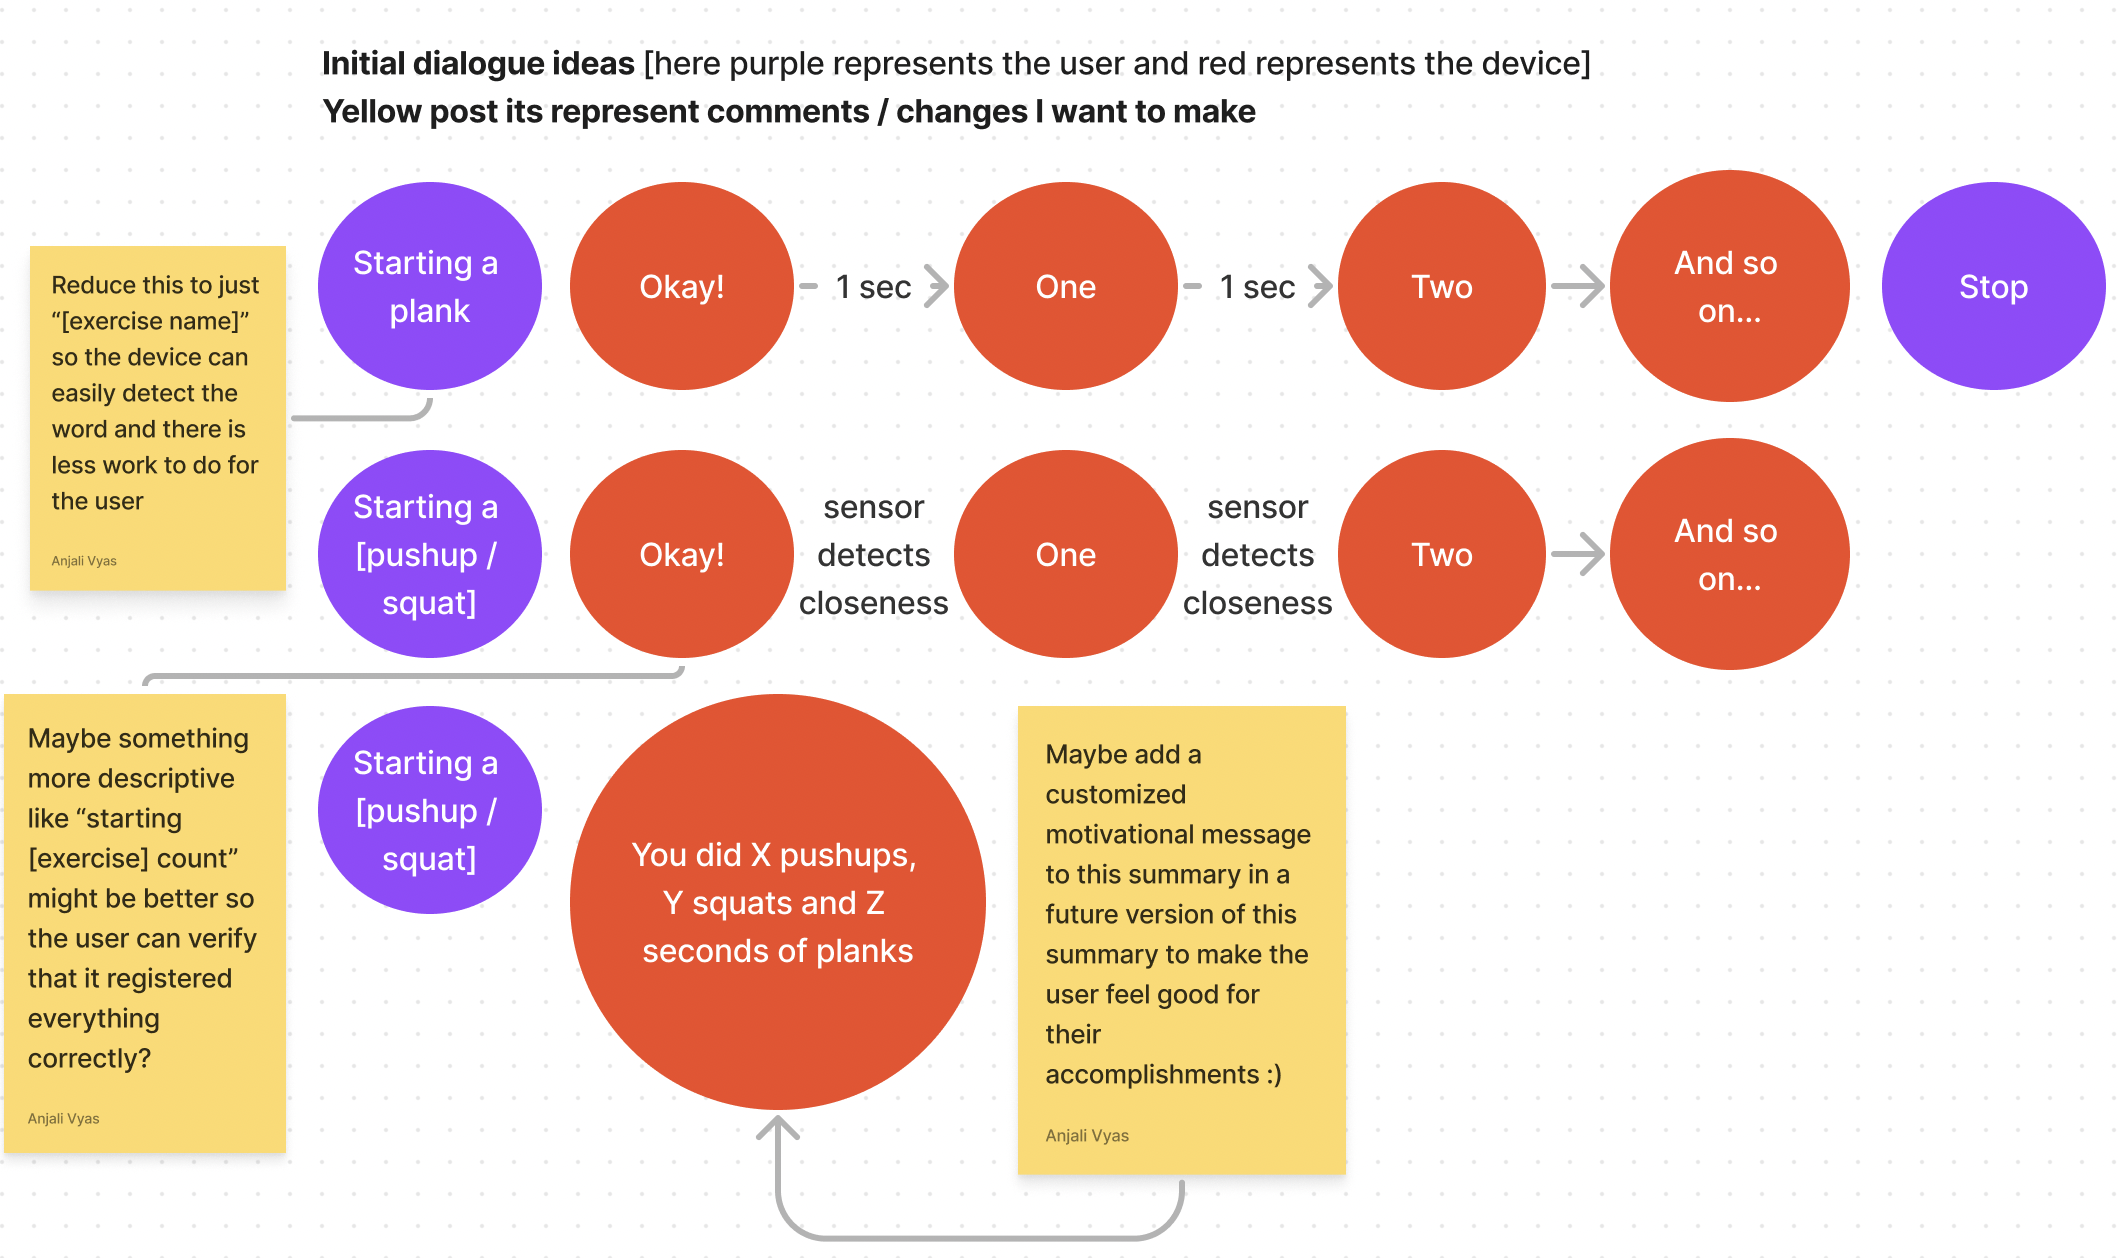 Initial dialogue ideas [here purple represents the user and red represents the device]
Yellow post its represent comments / changes I want to make
Reduce this to just
“[exercise name]”
so the device can
easily detect the
word and there is
less work to do for
the user
Anjali Vyas
Starting a
plank
Okay!
1 sec
One
1 sec
Two
And so
on...
Stop
Starting a
[pushup /
squat]
Okay!
sensor
detects
closeness
One
sensor
detects
closeness
Two
And so
on...
Maybe something
more descriptive
like “starting
[exercise] count”
might be better so
the user can verify
that it registered
everything
correctly?
Anjali Vyas
Starting a
[pushup /
squat]
You did X pushups,
Y squats and Z
seconds of planks
Maybe add a
customized
motivational message
to this summary in a
future version of this
summary to make the
user feel good for
their
accomplishments :)
Anjali Vyas